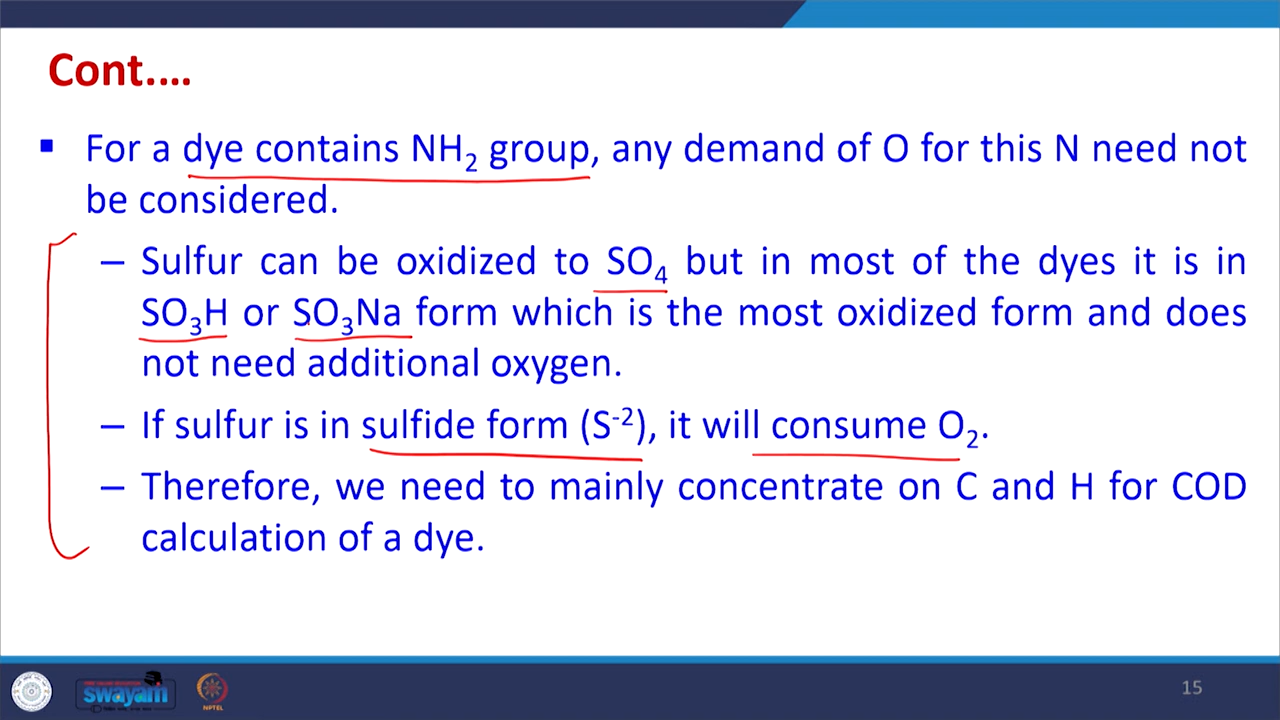 Cont.…
▪ For a dye contains NH₂ group, any demand of O for this N need not
be considered.
– Sulfur can be oxidized to SO₄ but in most of the dyes it is in
SO₃H or SO₃Na form which is the most oxidized form and does
not need additional oxygen.
– If sulfur is in sulfide form (S⁻²), it will consume O₂.
– Therefore, we need to mainly concentrate on C and H for COD
calculation of a dye.
swayam
NPTEL
15